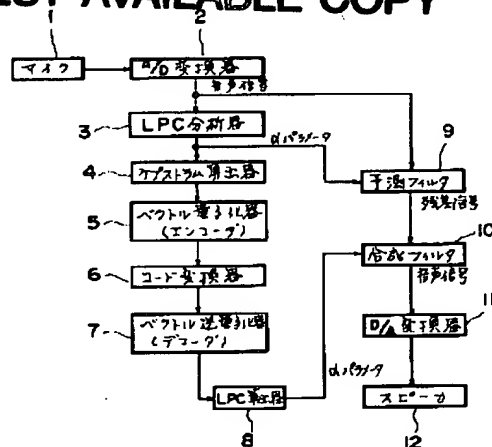 EST AVAILABLE COPY
1
2
マイク
A/D 変換器
音声信号
3
LPC分析器
9
αパラメータ
4
ケプストラム算出器
予測フィルタ
残差信号
5
ベクトル量子化器
(エンコーダ)
10
合成フィルタ
音声信号
6
コード変換器
11
7
ベクトル逆量子化器
(デコーダ)
D/A 変換器
αパラメータ
LPC算出器
スピーカ
8
12